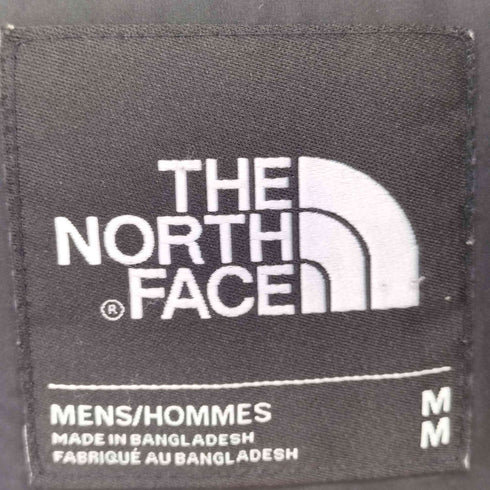 THE
NORTH
® FACE
MENS/HOMMES M
MADE IN BANGLADESH M
FABRIQUÉ AU BANGLADESH